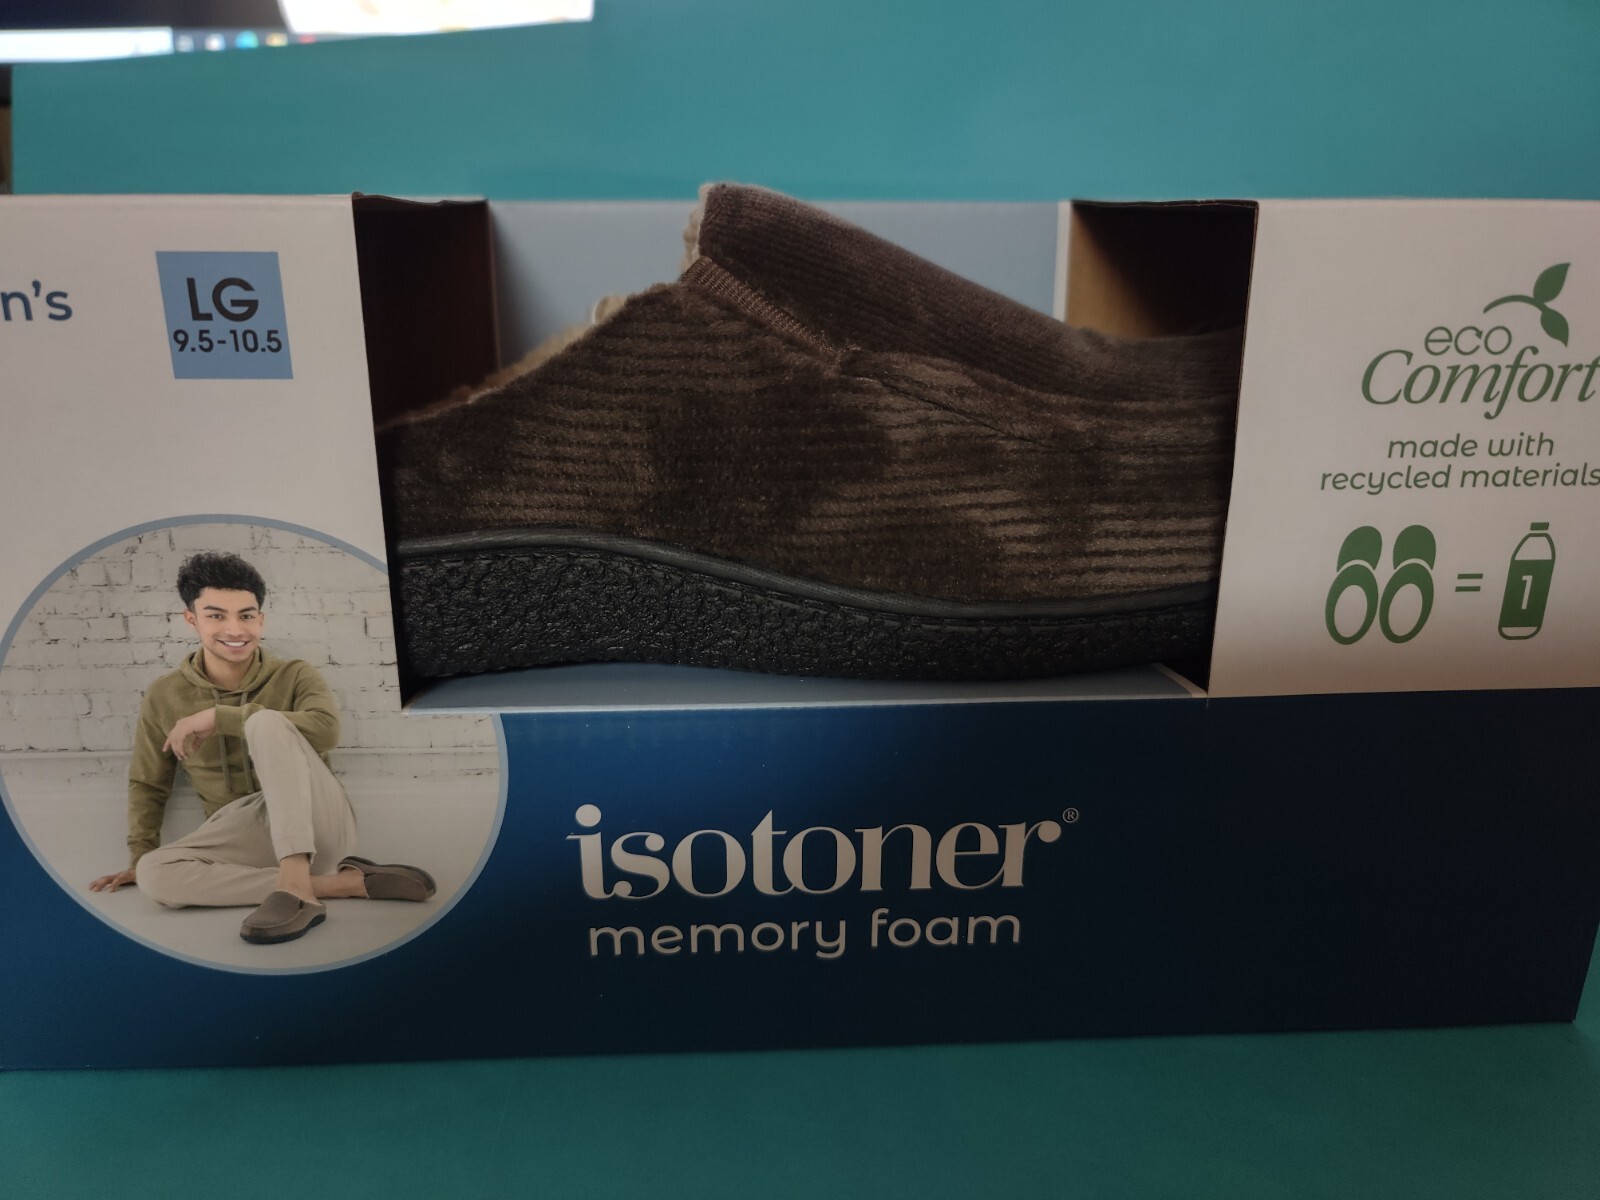 n's
LG
9.5-10.5
eco
Comfort
made with
recycled materials
= 1
isotoner®
memory foam